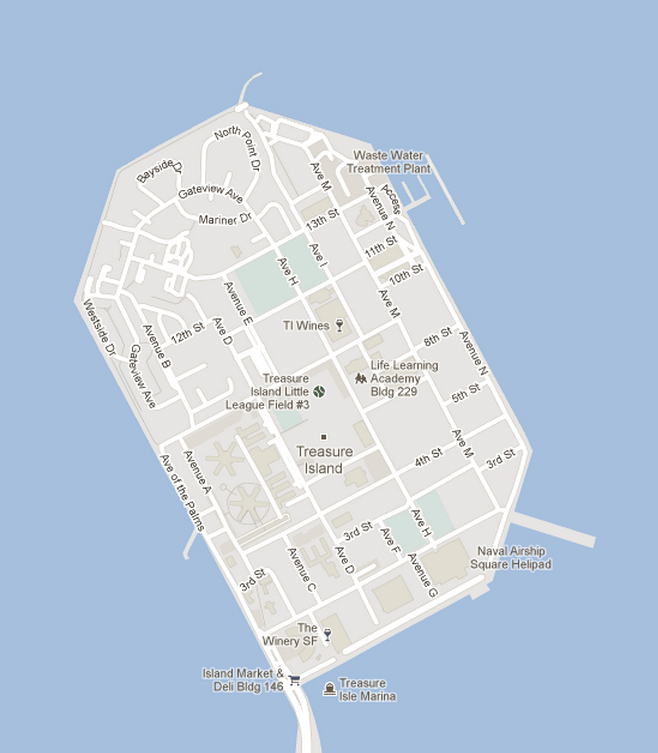 North Point Dr
Bayside Dr
Waste Water
Treatment Plant
Ave M
Gateview Ave
Access
Avenue N
Mariner Dr
13th St
11th St
Ave I
Ave H
10th St
Avenue E
Westside Dr
Ave M
12th St
Ave D
TI Wines
Avenue B
8th St
Avenue N
Gateview Ave
Life Learning
Academy
Bldg 229
Treasure
Island Little
League Field #3
5th St
Treasure
Island
Ave M
4th St
3rd St
Avenue A
Ave of the Palms
3rd St
Ave H
Ave F
Ave D
Avenue C
Naval Airship
Square Helipad
Avenue G
3rd St
The
Winery SF
Island Market &
Deli Bldg 146
Treasure
Isle Marina